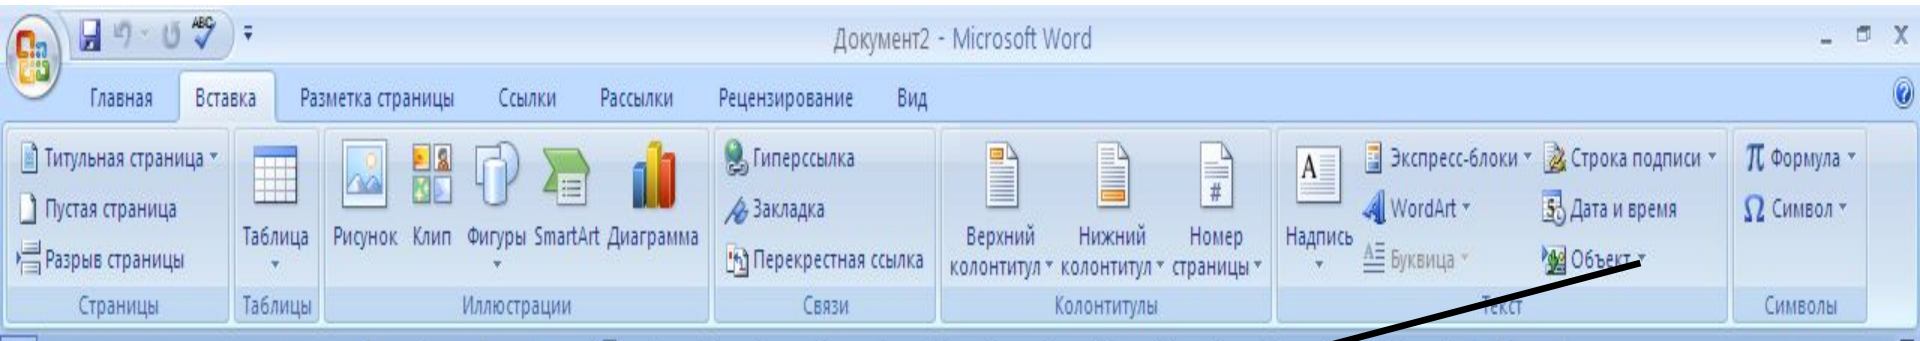 ABC
Документ2 - Microsoft Word
Главная Вставка Разметка страницы Ссылки Рассылки Рецензирование Вид
Титульная страница
Пустая страница
Разрыв страницы
Страницы
Таблица
Таблицы
Рисунок Клип Фигуры SmartArt Диаграмма
Иллюстрации
Гиперссылка
Закладка
Перекрестная ссылка
Связи
Верхний колонтитул
Нижний колонтитул
#
Номер страницы
Колонтитулы
A
Надпись
Экспресс-блоки
WordArt
Буквица
Строка подписи
5
Дата и время
Объект
Текст
π Формула
Ω Символ
Символы